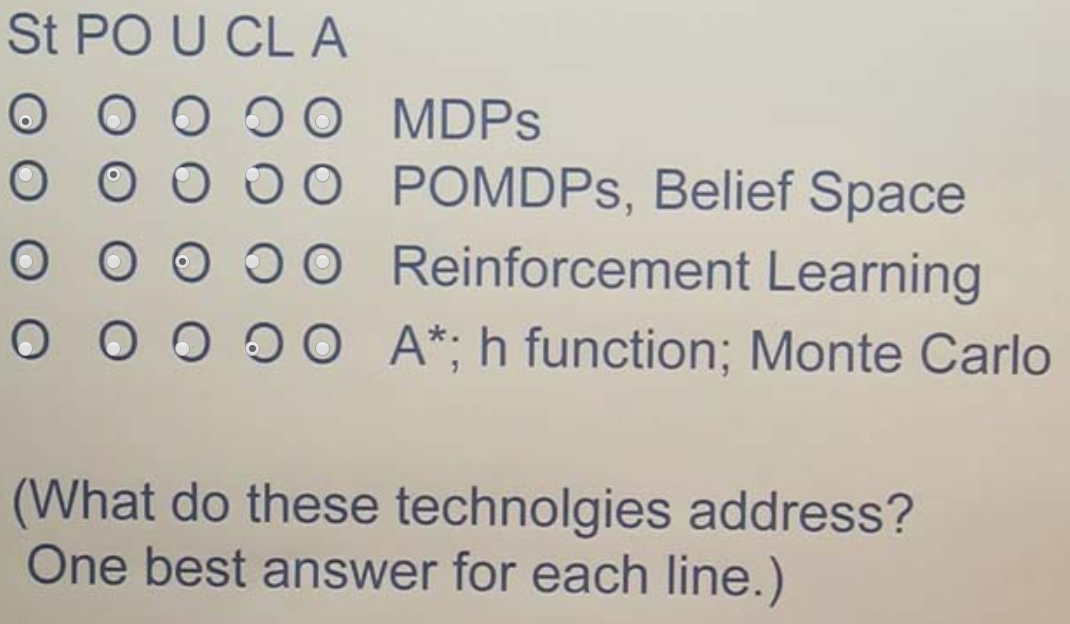 St PO U CL A
O O O O O MDPs
O O O O O POMDPs, Belief Space
O O O O O Reinforcement Learning
O O O O O A*; h function; Monte Carlo
(What do these technolgies address?
One best answer for each line.)